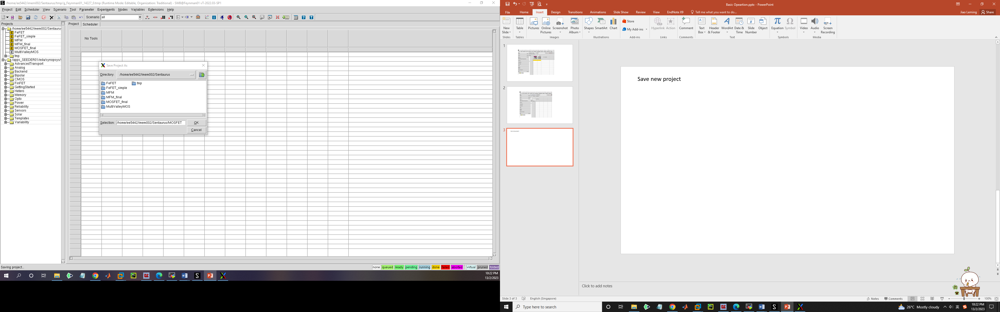 /home/ee5442/imem002/Sentaurus/tmp/g_Feynman01_14227_0.tmp (Runtime Mode: Editable, Organization: Traditional) - SWB@Feynman01 vT-2022.03-SP1
Project Edit Scheduler View Scenario Tool Parameter Experiments Nodes Variables Extensions Help
Scenario: all
Projects
/home/ee5442/imem002/Sentaurus
FeFET
FeFET_simple
MFM
MFM_final
MOSFET_final
MultiValleyMOS
tmp
/apps_SEEDER01/eda/synopsys/s
AdvancedTransport
Analog
Backend
Bipolar
CMOS
FinFET
GettingStarted
Hetero
Memory
Opto
Power
Reliability
Sensors
Solar
Templates
Variability
Project Scheduler
No Tools
Save Project As
Directory: /home/ee5442/imem002/Sentaurus
FeFET tmp
FeFET_simple
MFM
MFM_final
MOSFET_final
MultiValleyMOS
Selection: /home/ee5442/imem002/Sentaurus/MOSFET OK
Cancel
Saving project...
none queued ready pending running done failed aborted virtual pruned folded
10:22 PM
13/2/2023
Basic Opeartion.pptx - PowerPoint
File Home Insert Design Transitions Animations Slide Show Review View EndNote X9 Tell me what you want to do... Jiao Leming Share
New Slide
Table
Pictures
Online Pictures
Screenshot
Photo Album
Shapes
SmartArt
Chart
Store
My Add-ins
Hyperlink
Action
Comment
Text Box
Header & Footer
WordArt
Date & Time
Slide Number
Object
Equation
Symbol
Video
Audio
Screen Recording
Slides Tables Images Illustrations Add-ins Links Comments Text Symbols Media
1
2
3
Save new project
Save new project
Click to add notes
Slide 3 of 3 English (Singapore) Notes Comments 100%
Type here to search
26°C Mostly cloudy 英
10:22 PM
13/2/2023